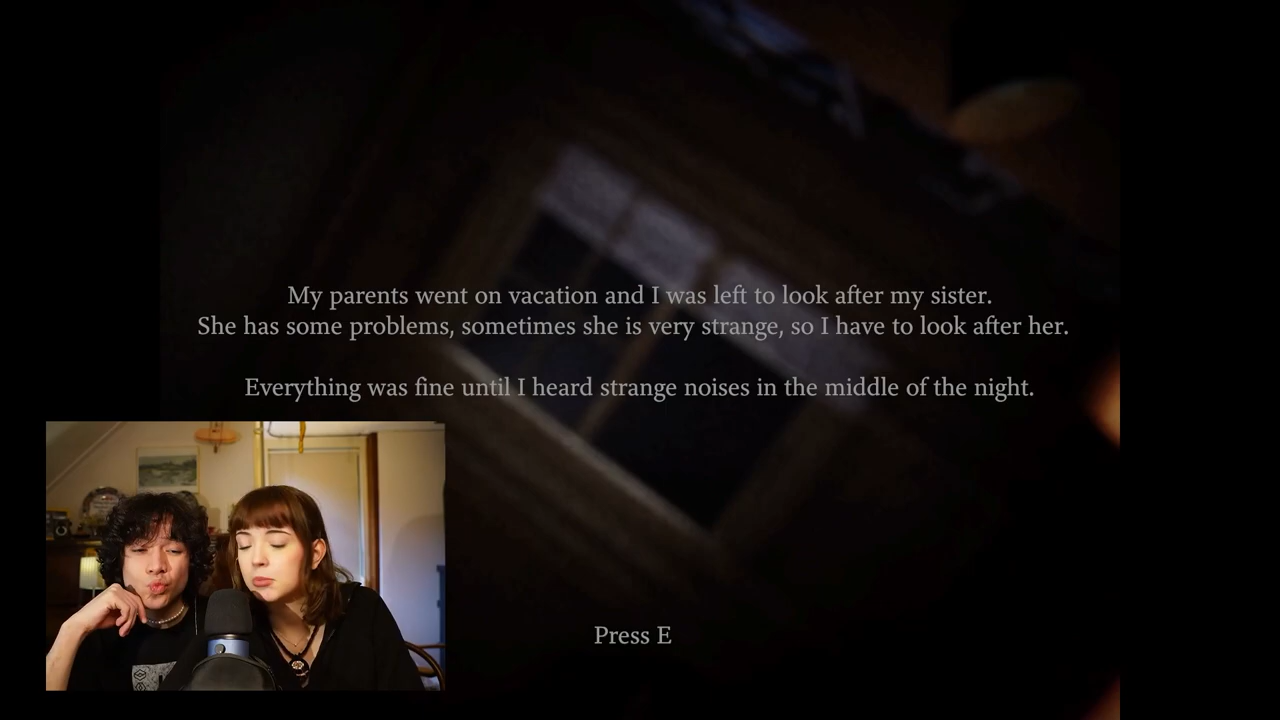 My parents went on vacation and I was left to look after my sister.
She has some problems, sometimes she is very strange, so I have to look after her.
Everything was fine until I heard strange noises in the middle of the night.
Press E